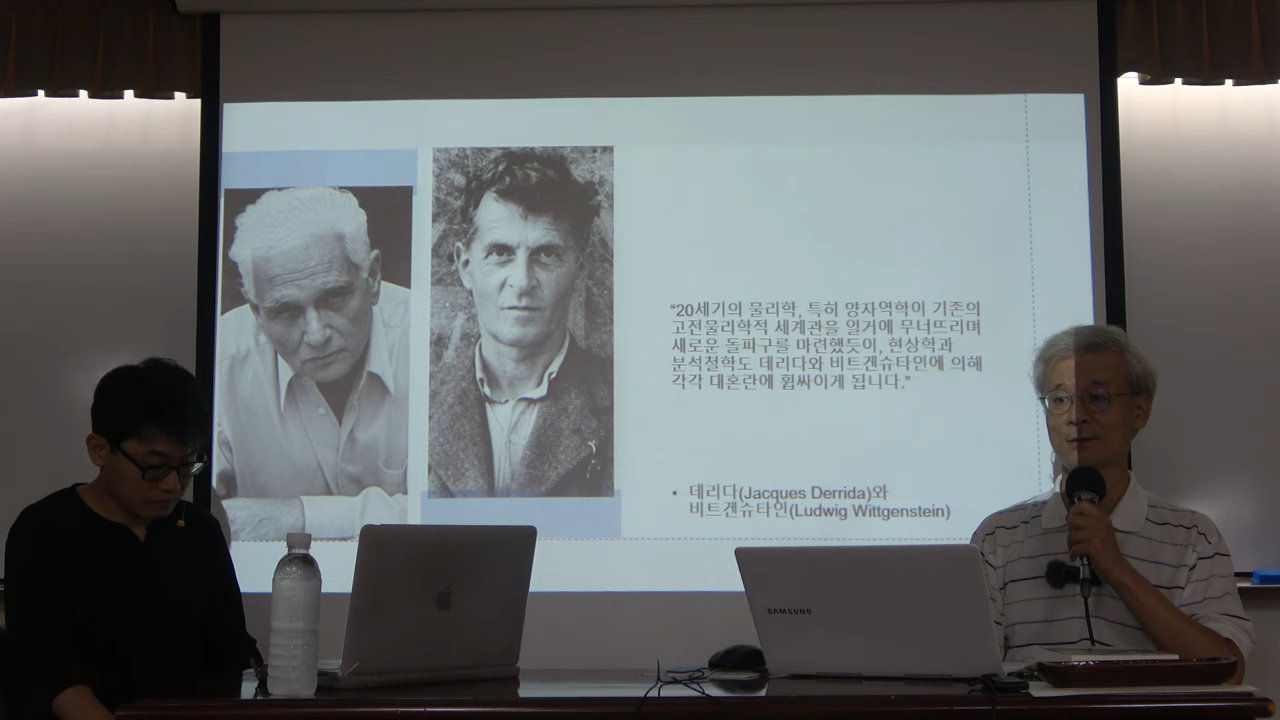 “20세기의 물리학, 특히 양자역학이 기존의
고전물리학적 세계관을 일거에 무너뜨리며
새로운 돌파구를 마련했듯이, 현상학과
분석철학도 데리다와 비트겐슈타인에 의해
각각 대혼란에 휩싸이게 됩니다.”
• 데리다(Jacques Derrida)와
비트겐슈타인(Ludwig Wittgenstein)
SAMSUNG